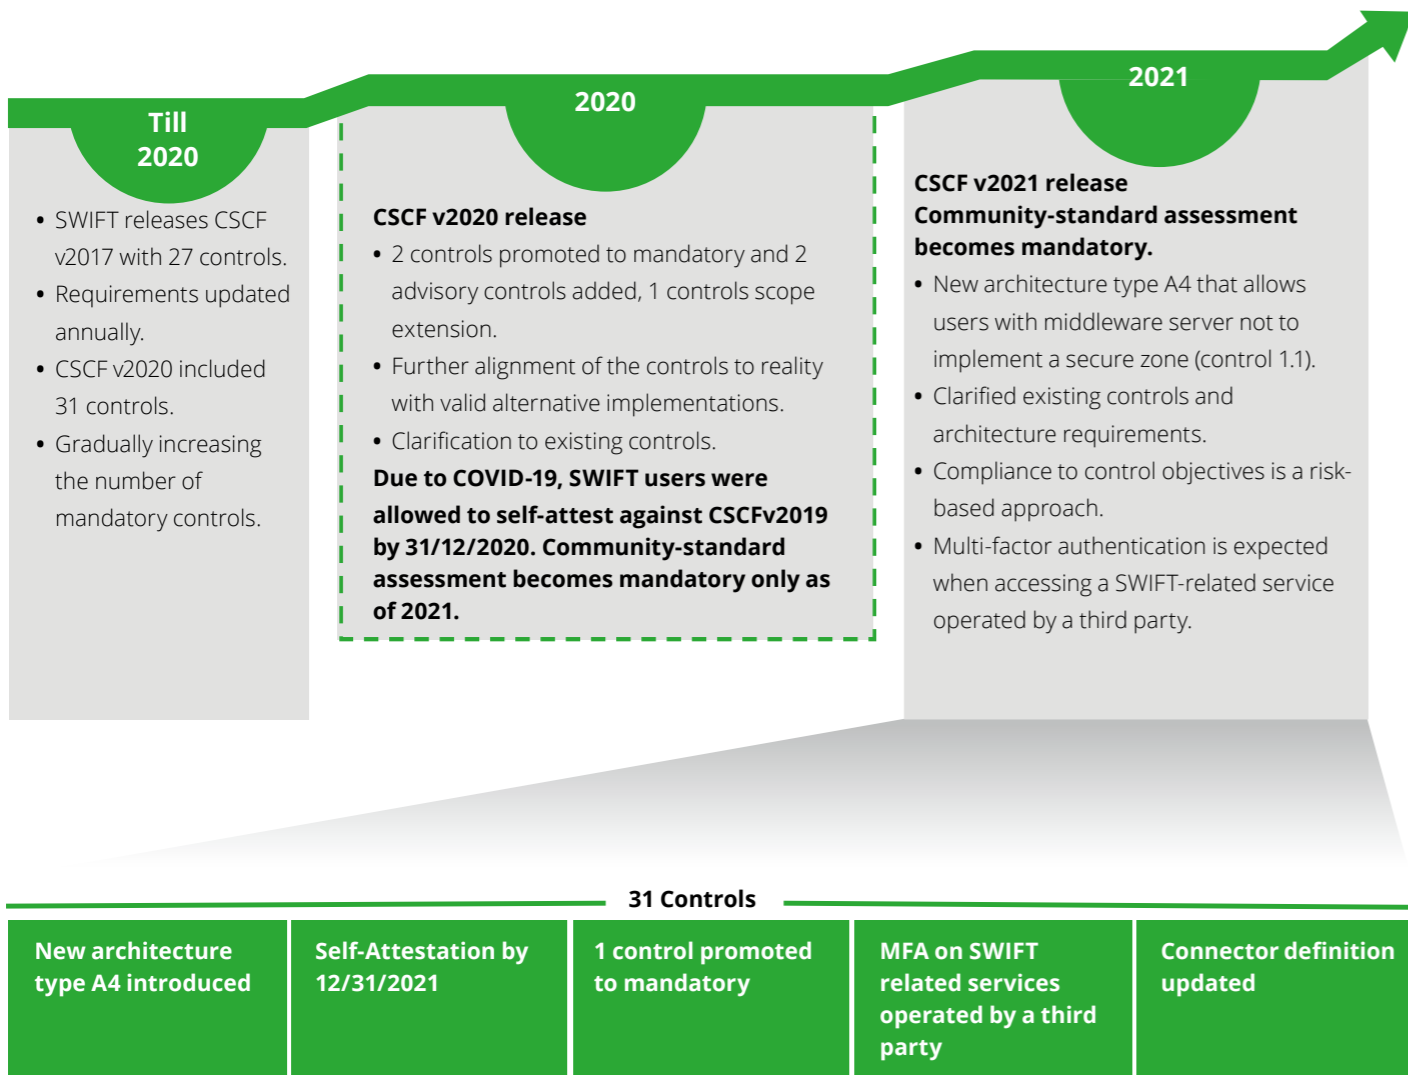 Till
2020
• SWIFT releases CSCF
v2017 with 27 controls.
• Requirements updated
annually.
• CSCF v2020 included
31 controls.
• Gradually increasing
the number of
mandatory controls.
2020
CSCF v2020 release
• 2 controls promoted to mandatory and 2
advisory controls added, 1 controls scope
extension.
• Further alignment of the controls to reality
with valid alternative implementations.
• Clarification to existing controls.
Due to COVID-19, SWIFT users were
allowed to self-attest against CSCFv2019
by 31/12/2020. Community-standard
assessment becomes mandatory only as
of 2021.
2021
CSCF v2021 release
Community-standard assessment
becomes mandatory.
• New architecture type A4 that allows
users with middleware server not to
implement a secure zone (control 1.1).
• Clarified existing controls and
architecture requirements.
• Compliance to control objectives is a risk-
based approach.
• Multi-factor authentication is expected
when accessing a SWIFT-related service
operated by a third party.
31 Controls
New architecture
type A4 introduced
Self-Attestation by
12/31/2021
1 control promoted
to mandatory
MFA on SWIFT
related services
operated by a third
party
Connector definition
updated